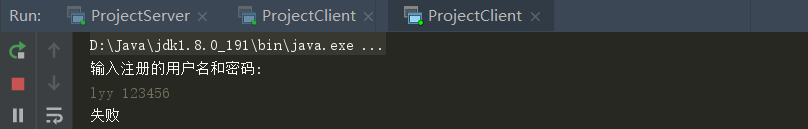 Run: ProjectServer × ProjectClient × ProjectClient ×
D:\Java\jdk1.8.0_191\bin\java.exe ...
输入注册的用户名和密码:
lyy 123456
失败